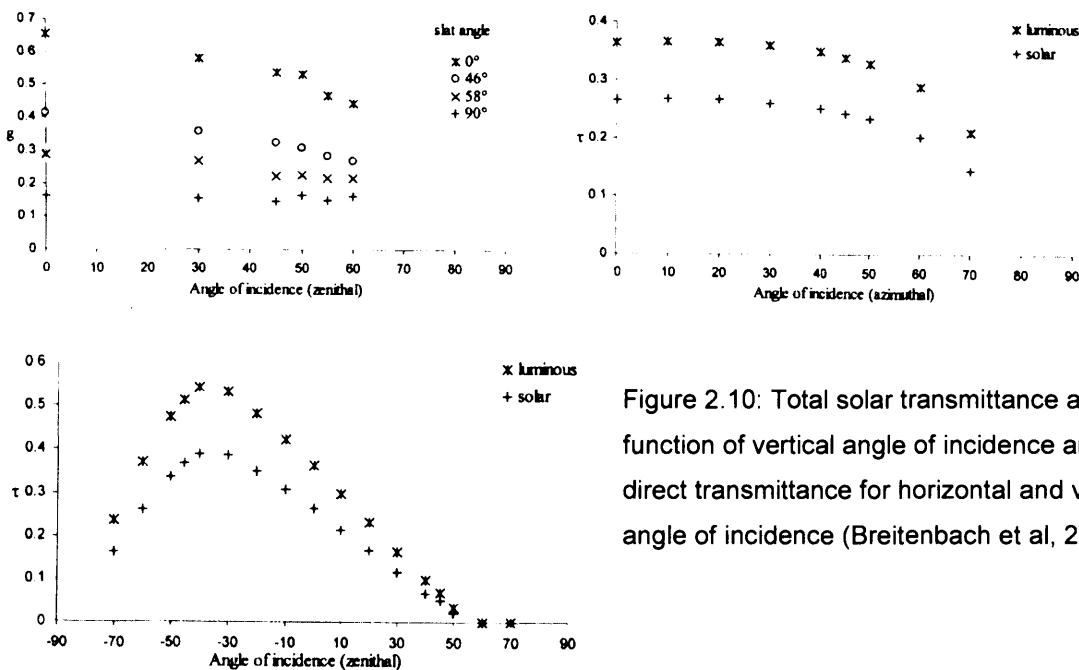 0.7
0.6
0.5
0.4
g
0.3
0.2
0.1
0
0 10 20 30 40 50 60 70 80 90
Angle of incidence (zenithal)
slat angle
0°
46°
58°
90°
0.4
0.3
τ 0.2
0.1
0
0 10 20 30 40 50 60 70 80 90
Angle of incidence (azimuthal)
luminous
solar
0.6
0.5
0.4
τ 0.3
0.2
0.1
0
-90 -70 -50 -30 -10 10 30 50 70 90
Angle of incidence (zenithal)
luminous
solar
Figure 2.10: Total solar transmittance a
function of vertical angle of incidence a
direct transmittance for horizontal and v
angle of incidence (Breitenbach et al, 2